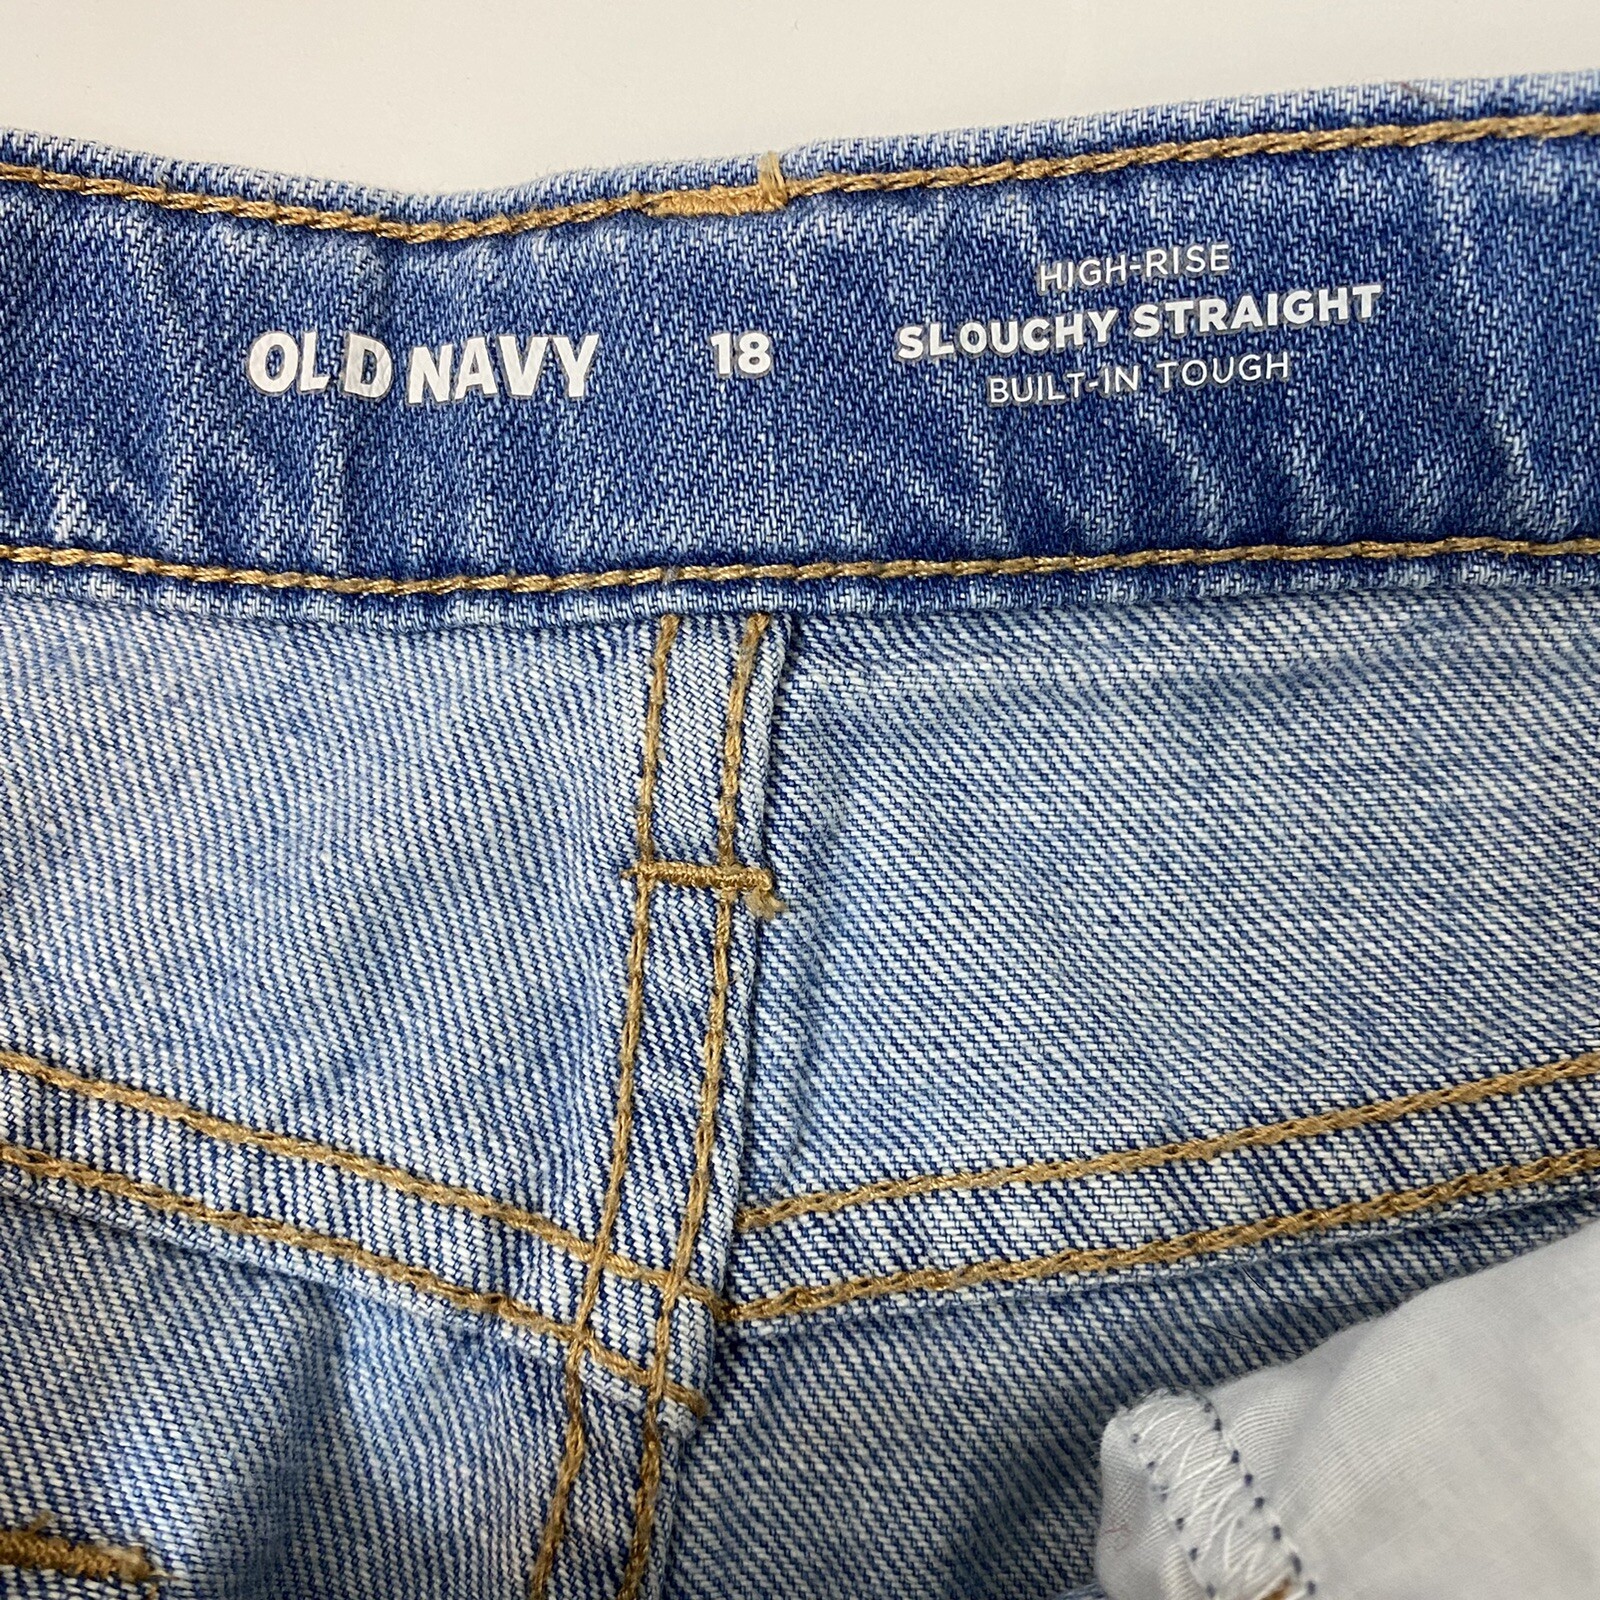 OLD NAVY
18
HIGH-RISE
SLOUCHY STRAIGHT
BUILT-IN TOUGH